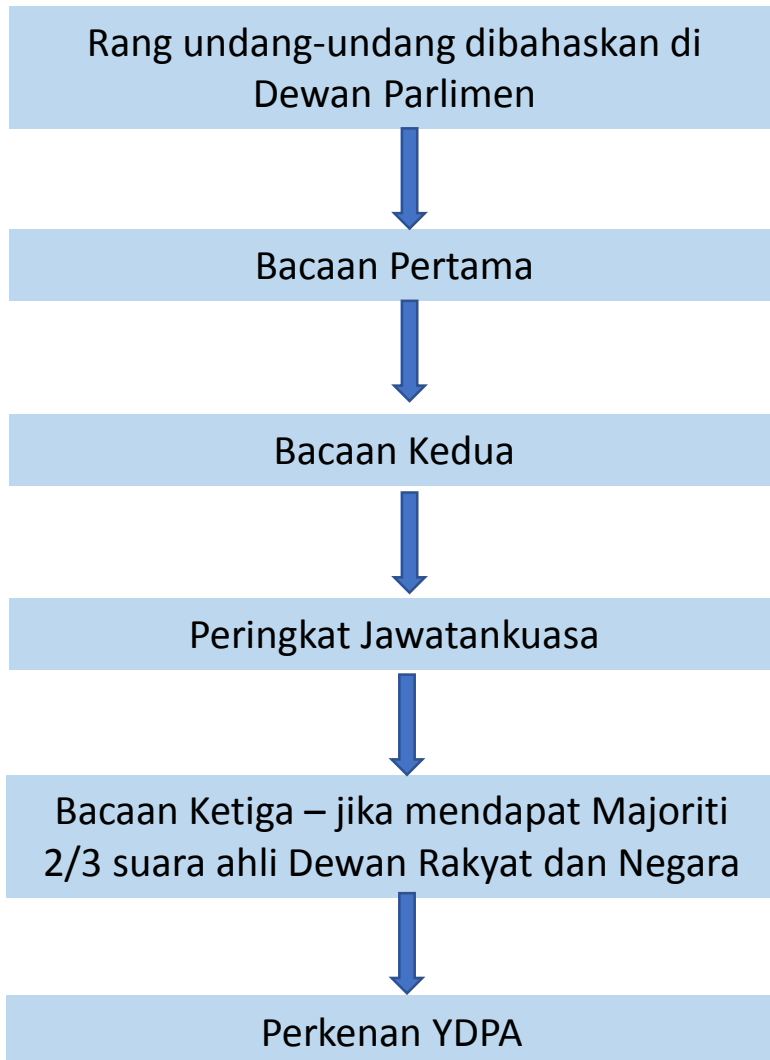 Rang undang-undang dibahaskan di
Dewan Parlimen
Bacaan Pertama
Bacaan Kedua
Peringkat Jawatankuasa
Bacaan Ketiga – jika mendapat Majoriti
2/3 suara ahli Dewan Rakyat dan Negara
Perkenan YDPA